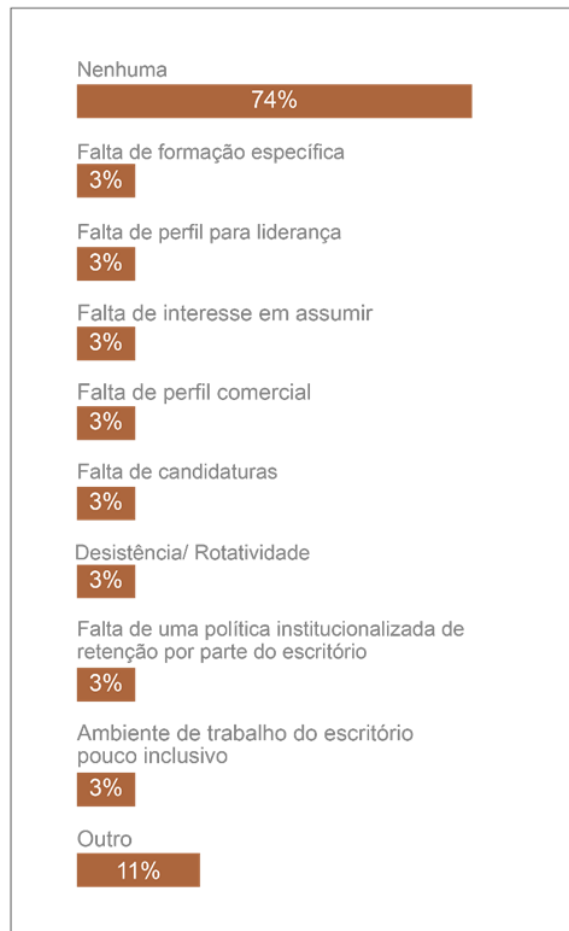 Nenhuma
74%
Falta de formação específica
3%
Falta de perfil para liderança
3%
Falta de interesse em assumir
3%
Falta de perfil comercial
3%
Falta de candidaturas
3%
Desistência/ Rotatividade
3%
Falta de uma política institucionalizada de
retenção por parte do escritório
3%
Ambiente de trabalho do escritório
pouco inclusivo
3%
Outro
11%